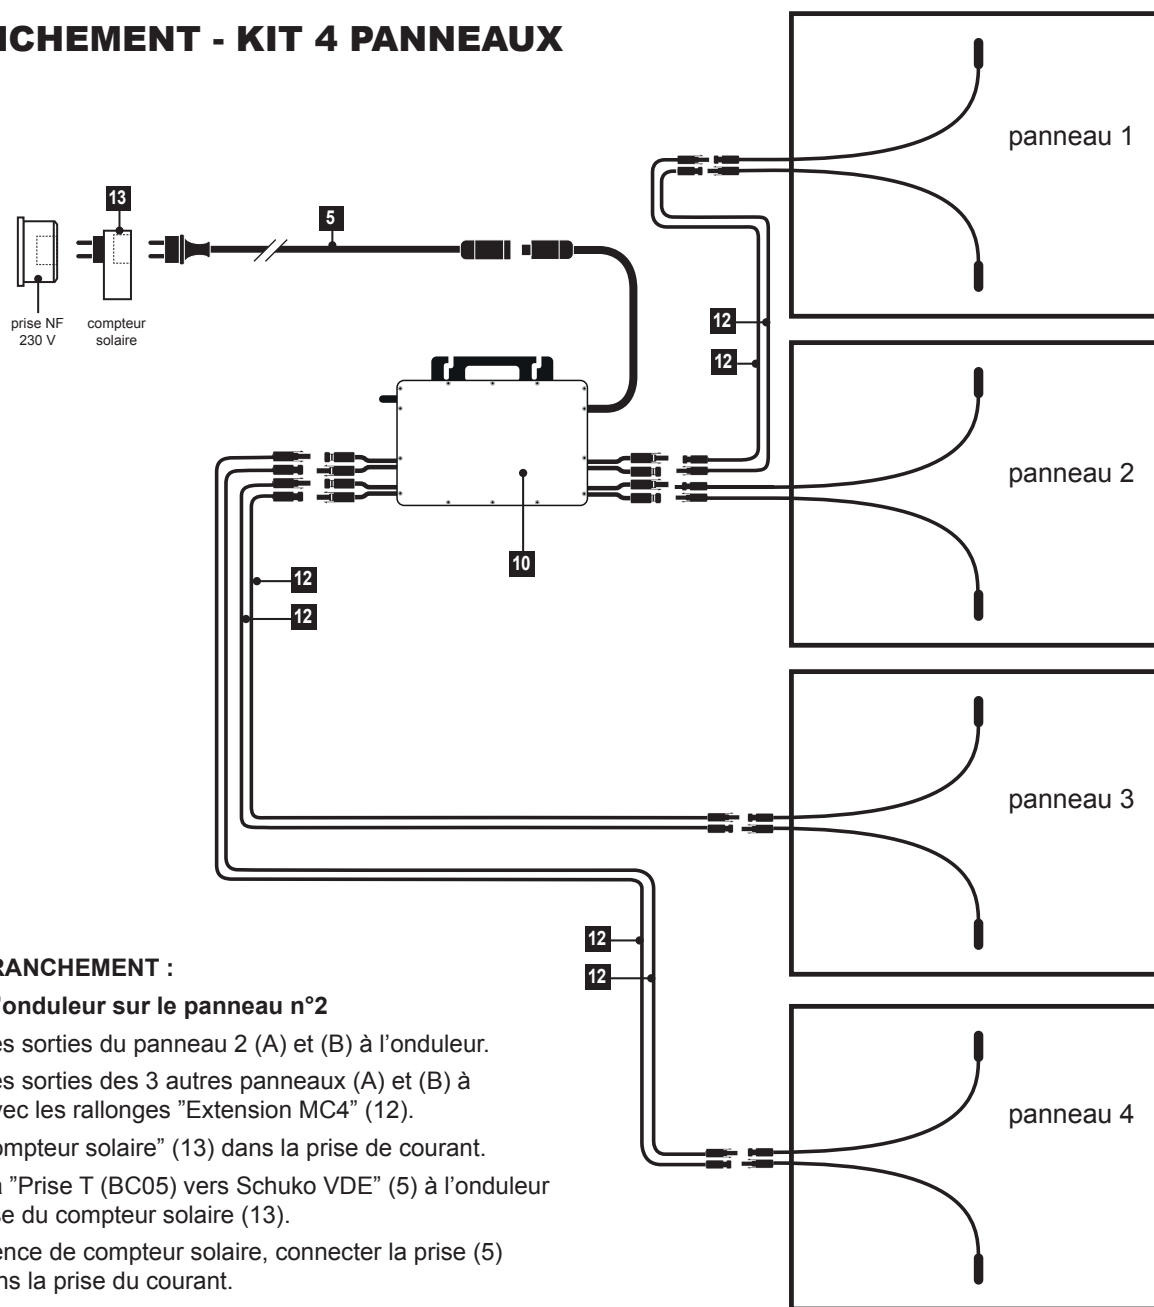 NCHEMENT - KIT 4 PANNEAUX
panneau 1
13
5
prise NF
230 V
compteur
solaire
12
12
panneau 2
10
12
12
panneau 3
12
12
RANCHEMENT :
'onduleur sur le panneau n°2
es sorties du panneau 2 (A) et (B) à l'onduleur.
es sorties des 3 autres panneaux (A) et (B) à
vec les rallonges "Extension MC4" (12).
ompteur solaire" (13) dans la prise de courant.
a "Prise T (BC05) vers Schuko VDE" (5) à l'onduleur
se du compteur solaire (13).
ence de compteur solaire, connecter la prise (5)
ns la prise du courant.
panneau 4